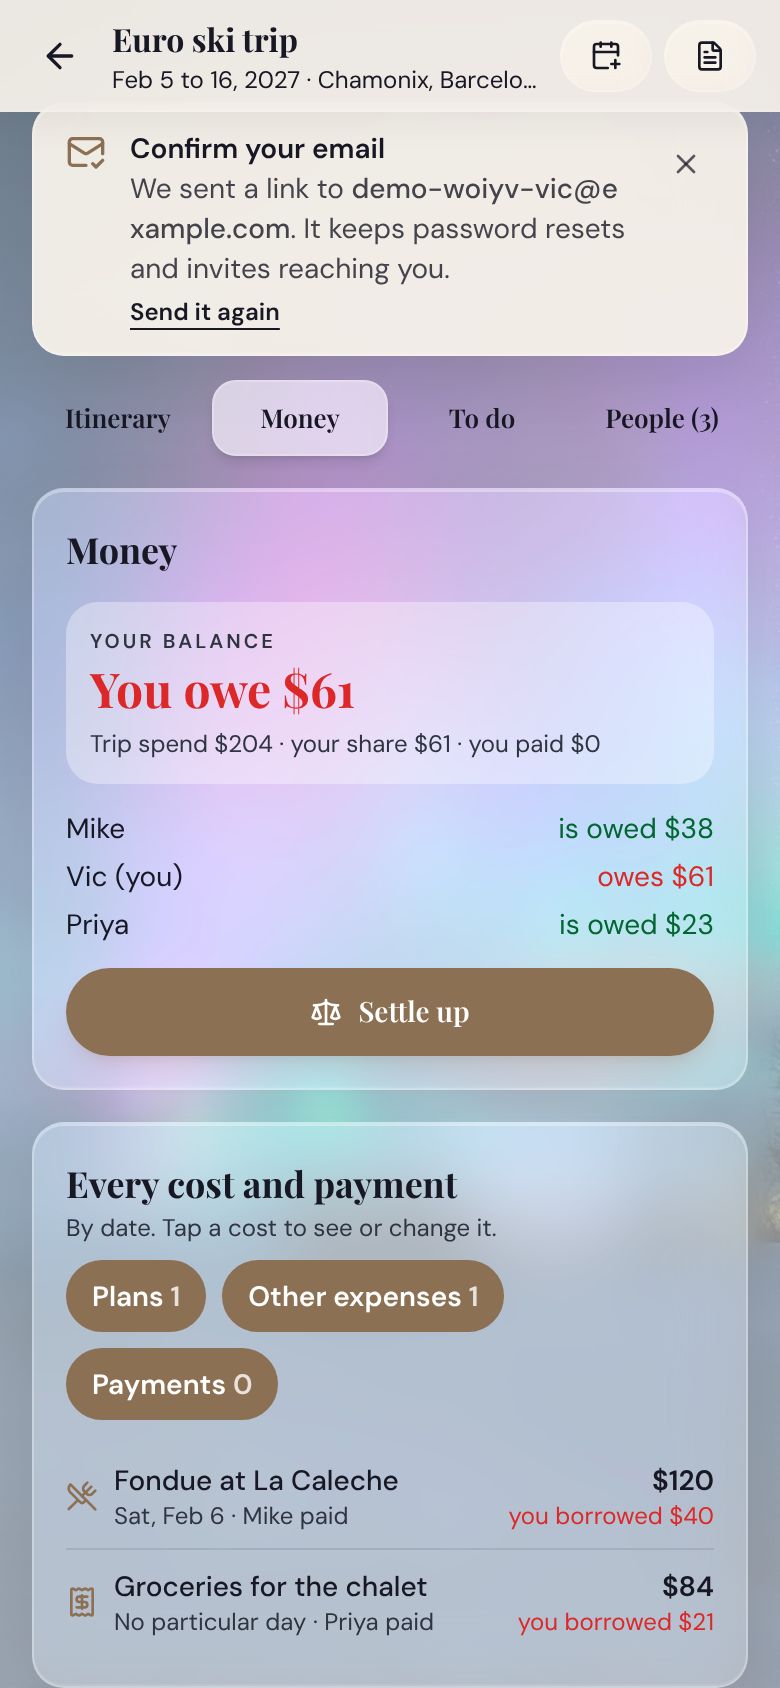 Euro ski trip
Feb 5 to 16, 2027 · Chamonix, Barcelo...
Confirm your email
We sent a link to demo-woiyv-vic@e
xample.com. It keeps password resets
and invites reaching you.
Send it again
Itinerary Money To do People (3)
Money
YOUR BALANCE
You owe $61
Trip spend $204 · your share $61 · you paid $0
Mike is owed $38
Vic (you) owes $61
Priya is owed $23
Settle up
Every cost and payment
By date. Tap a cost to see or change it.
Plans 1 Other expenses 1
Payments 0
Fondue at La Caleche $120
Sat, Feb 6 · Mike paid you borrowed $40
Groceries for the chalet $84
No particular day · Priya paid you borrowed $21